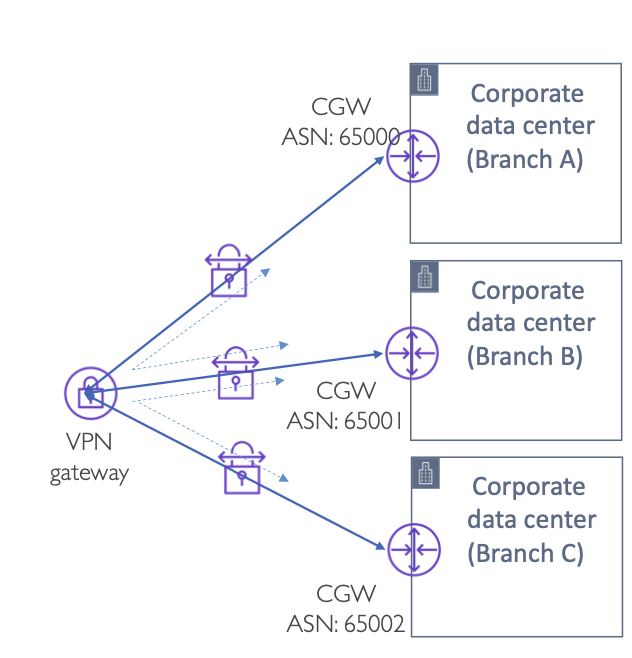 CGW
ASN: 65000
Corporate
data center
(Branch A)
Corporate
data center
(Branch B)
CGW
ASN: 65001
VPN
gateway
Corporate
data center
(Branch C)
CGW
ASN: 65002